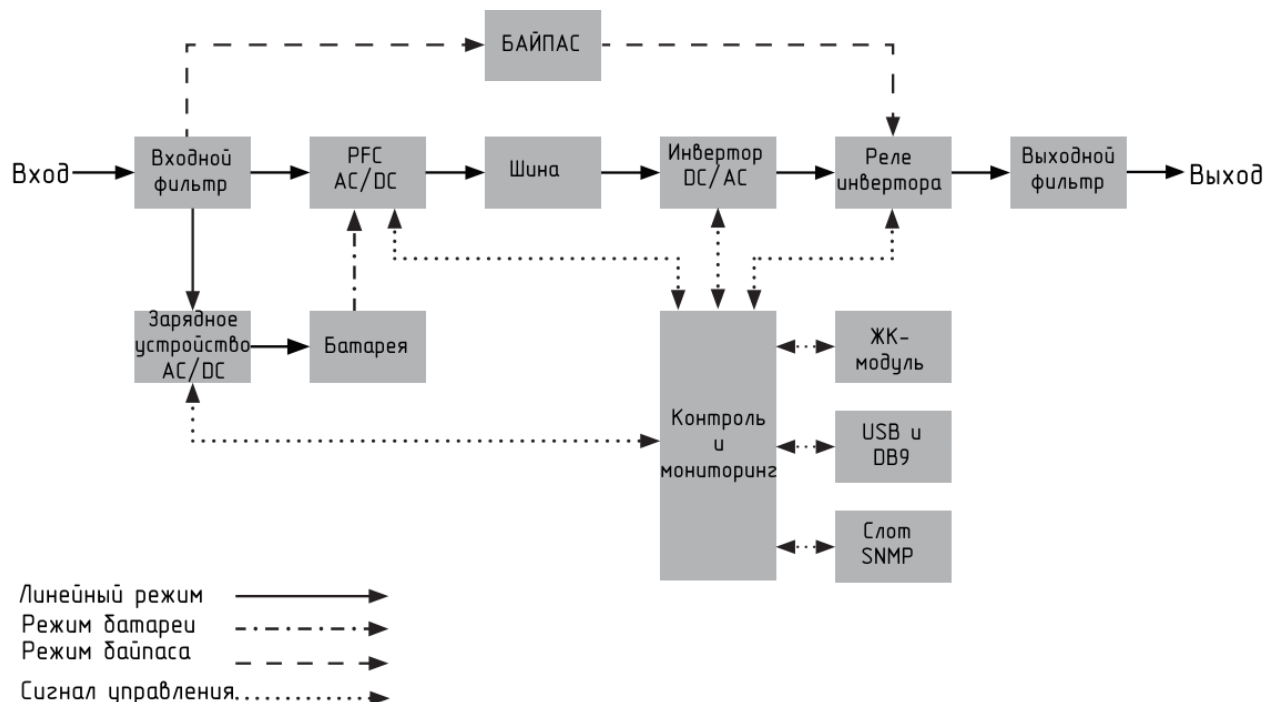 БАЙПАС
Вход
Входной
фильтр
PFC
AC/DC
Шина
Инвертор
DC/AC
Реле
инвертора
Выходной
фильтр
Выход
Зарядное
устройство
AC/DC
Батарея
Контроль
и
мониторинг
ЖК-
модуль
USB и
DB9
Слот
SNMP
Линейный режим
Режим батареи
Режим байпаса
Сигнал управления